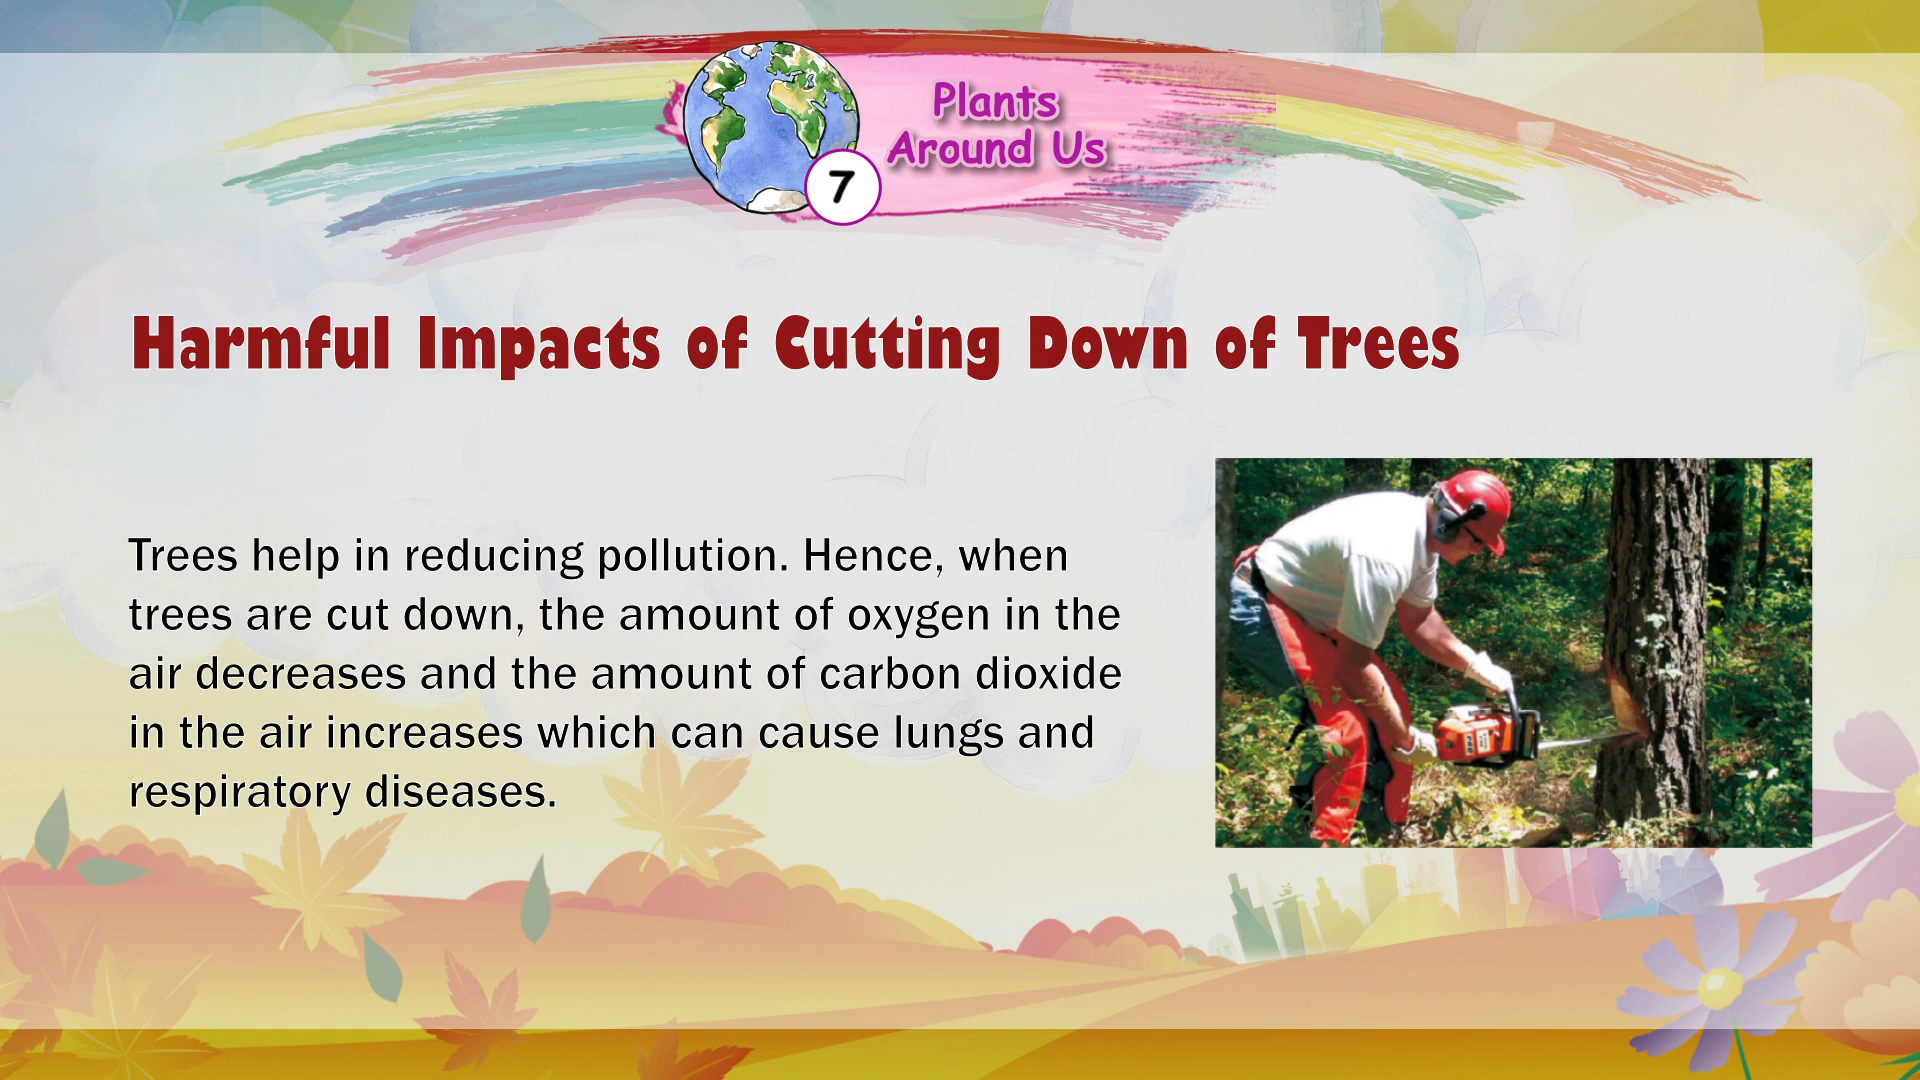 Plants
Around Us
7
Harmful Impacts of Cutting Down of Trees
Trees help in reducing pollution. Hence, when
trees are cut down, the amount of oxygen in the
air decreases and the amount of carbon dioxide
in the air increases which can cause lungs and
respiratory diseases.